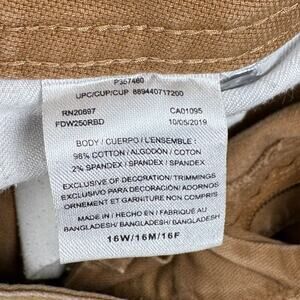 P357460
UPC/CUP/CUP 889440717200
RN20697 CA01095
FDW250RBD 10/05/2019
BODY / CUERPO / L'ENSEMBLE :
98% COTTON / ALGODON / COTON
2% SPANDEX / SPANDEX / SPANDEX
EXCLUSIVE OF DECORATION/ TRIMMINGS
EXCLUSIVO PARA DECORACIÓN/ ADORNOS
ORNEMENT ET GARNITURE NON COMPRIS
MADE IN / HECHO EN / FABRIQUÉ AU
BANGLADESH/ BANGLADESH/ BANGLADESH
16W/16M/16F